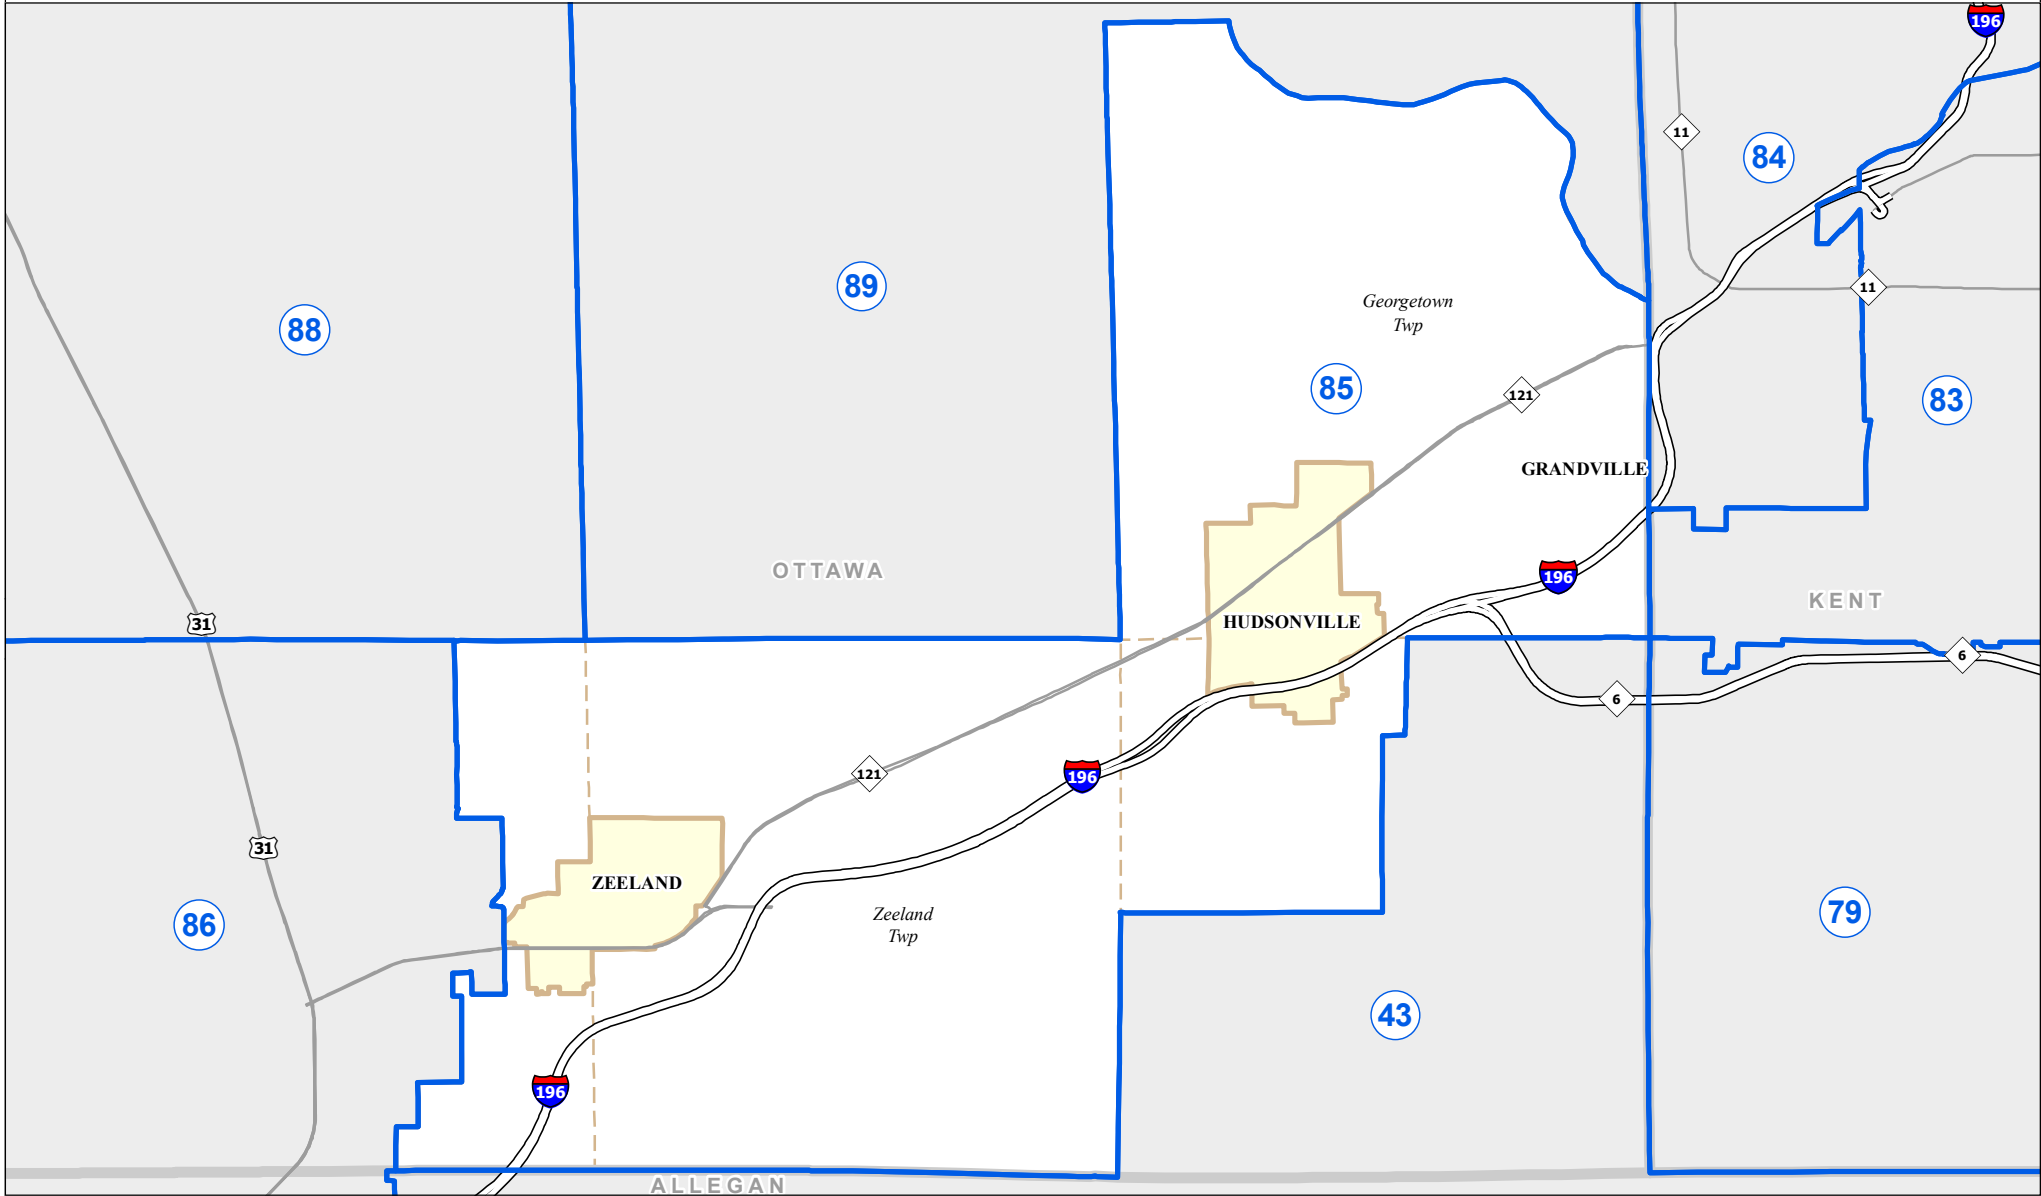 196
11
84
89
Georgetown
Twp
11
88
85
121
83
GRANDVILLE
OTTAWA
196
KENT
31
HUDSONVILLE
6
6
121
196
31
ZEELAND
86
Zeeland
Twp
79
43
196
ALLEGAN